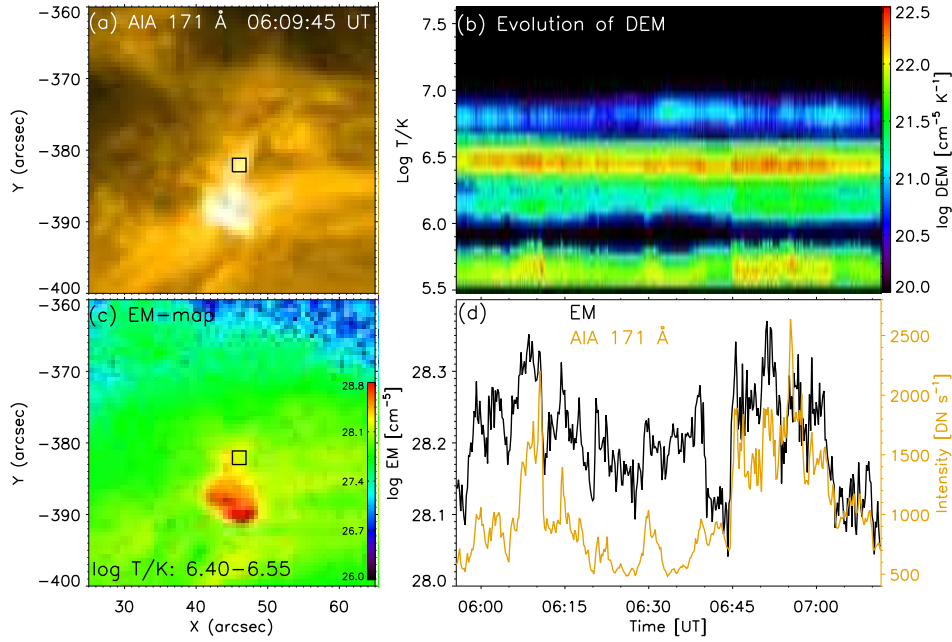 (a) AIA 171 Å 06:09:45 UT
−360
−370
−380
−390
−400
Y (arcsec)
(b) Evolution of DEM
7.5
7.0
6.5
6.0
5.5
Log T/K
22.5
22.0
21.5
21.0
20.5
20.0
log DEM [cm⁻⁵ K⁻¹]
(c) EM−map
−360
−370
−380
−390
−400
Y (arcsec)
28.8
28.1
27.4
26.7
26.0
log EM [cm⁻⁵]
log T/K: 6.40−6.55
30
40
50
60
X (arcsec)
(d)
EM
AIA 171 Å
28.3
28.2
28.1
28.0
2500
2000
1500
1000
500
Intensity [DN s⁻¹]
06:00
06:15
06:30
06:45
07:00
Time [UT]